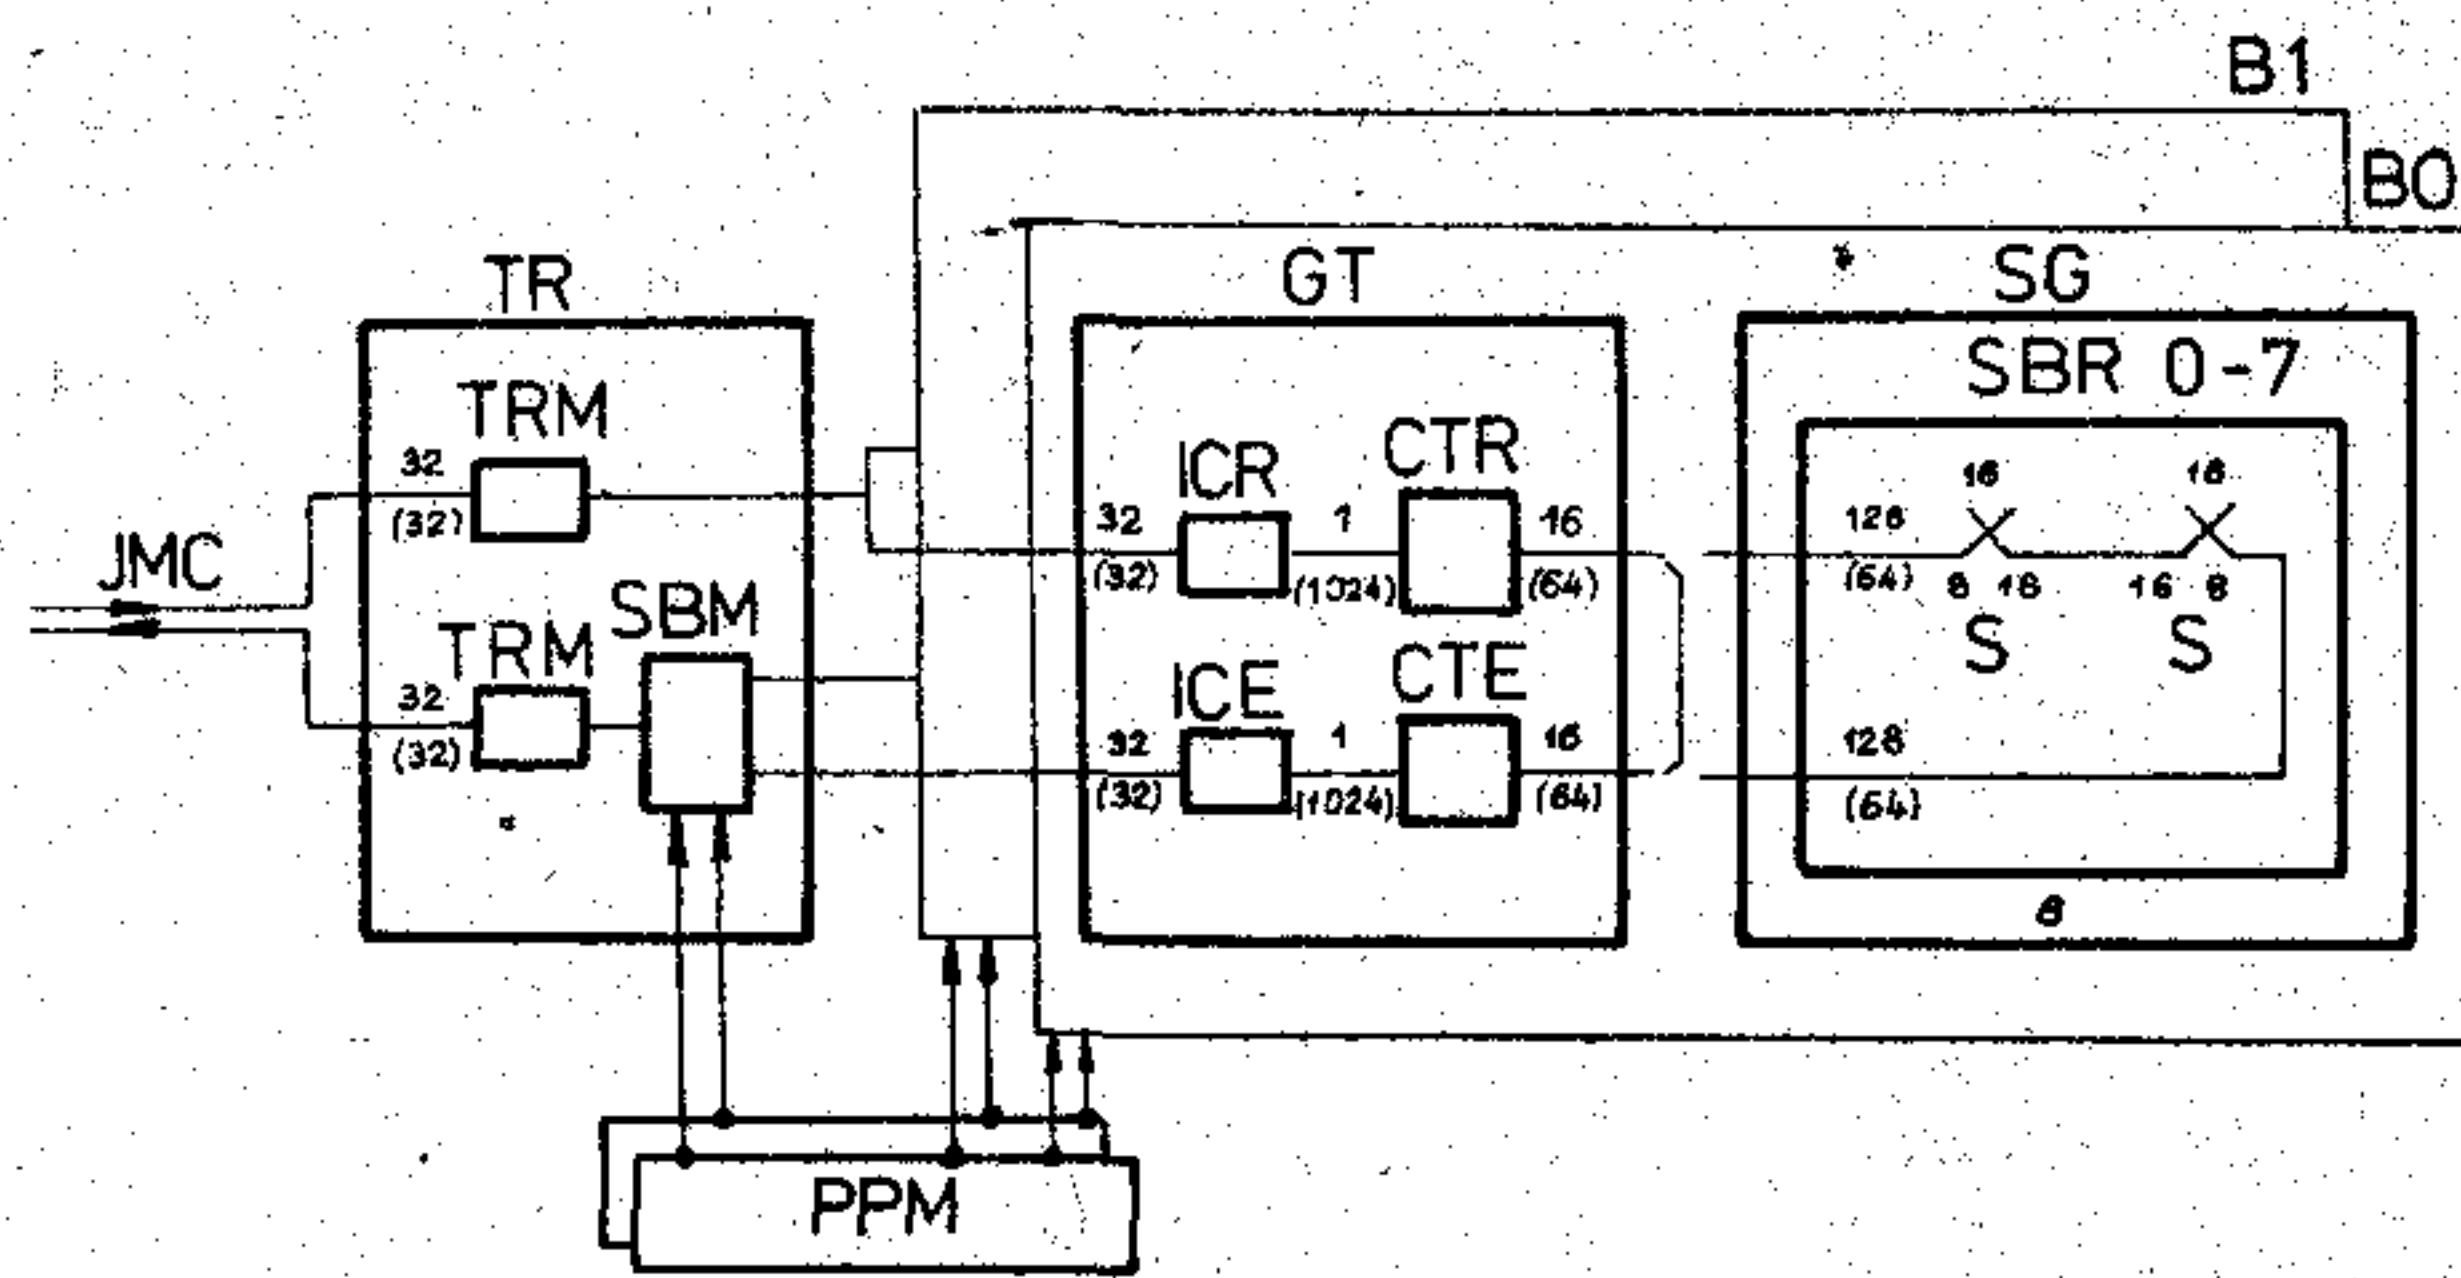 B1
B0
TR
GT
SG
SBR 0-7
TRM
32
(32)
ICR
CTR
32
(32)
1
(1024)
16
(64)
16
16
128
(64)
8 16
16 8
S
S
JMC
TRM
SBM
32
(32)
ICE
CTE
32
(32)
1
(1024)
16
(64)
128
(64)
8
PPM